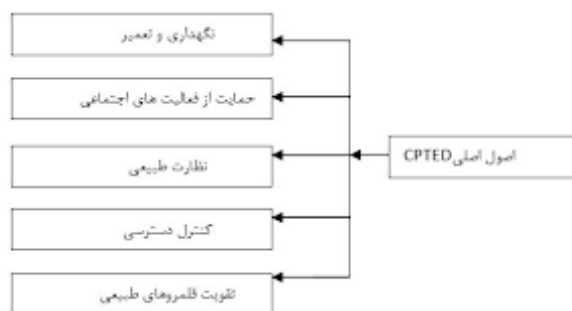 نگهداری و تعمیر
حمایت از فعالیت های اجتماعی
نظارت طبیعی
اصول اصلی CPTED
کنترل دسترسی
تقویت قلمروهای طبیعی